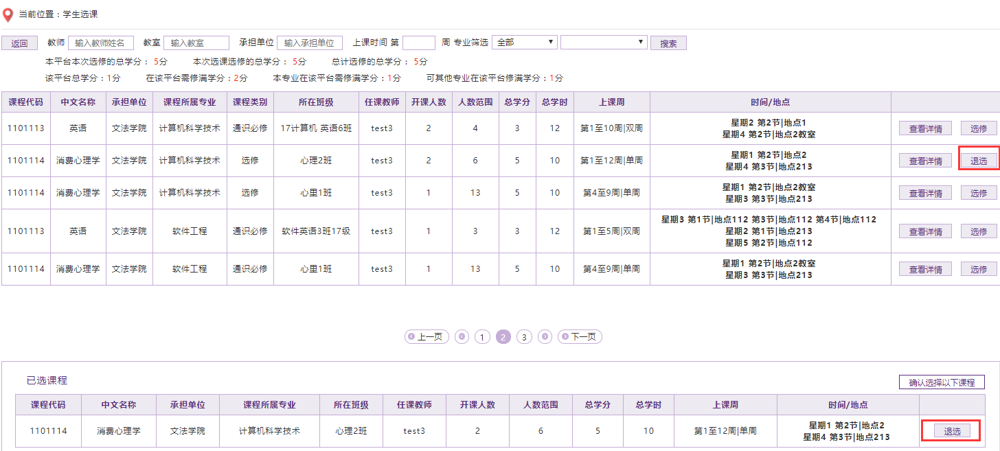 当前位置：学生选课
返回 教师 输入教师姓名 教室 输入教室 承担单位 输入承担单位 上课时间 第 周 专业筛选 全部 搜索
本平台本次选修的总学分： 5分 本次选课选修的总学分： 5分 总计选修的总学分： 5分
该平台总学分：1分 在该平台需修满学分：2分 本专业在该平台需修满学分：1分 可其他专业在该平台修满学分：1分
课程代码 中文名称 承担单位 课程所属专业 课程类别 所在班级 任课教师 开课人数 人数范围 总学分 总学时 上课周 时间/地点
1101113 英语 文法学院 计算机科学技术 通识必修 17计算机 英语6班 test3 2 4 3 12 第1至10周|双周 星期2 第2节|地点1 查看详情 选修
星期4 第2节|地点2教室
1101114 消费心理学 文法学院 计算机科学技术 选修 心理2班 test3 2 6 5 10 第1至12周|单周 星期1 第2节|地点2 查看详情 退选
星期4 第3节|地点213
1101114 消费心理学 文法学院 计算机科学技术 选修 心里1班 test3 1 13 5 10 第4至9周|单周 星期1 第2节|地点2教室 查看详情 选修
星期3 第3节|地点213
1101113 英语 文法学院 软件工程 通识必修 软件英语3班17级 test3 1 3 3 12 第1至5周|双周 星期3 第1节|地点112 第3节|地点112 第4节|地点112 查看详情 选修
星期2 第1节|地点213
星期5 第2节|地点112
1101114 消费心理学 文法学院 软件工程 通识必修 心里1班 test3 1 13 5 10 第4至9周|单周 星期1 第2节|地点2教室 查看详情 选修
星期3 第3节|地点213
上一页 1 2 3 下一页
已选课程 确认选择以下课程
课程代码 中文名称 承担单位 课程所属专业 所在班级 任课教师 开课人数 人数范围 总学分 总学时 上课周 时间/地点
1101114 消费心理学 文法学院 计算机科学技术 心理2班 test3 2 6 5 10 第1至12周|单周 星期1 第2节|地点2 退选
星期4 第3节|地点213